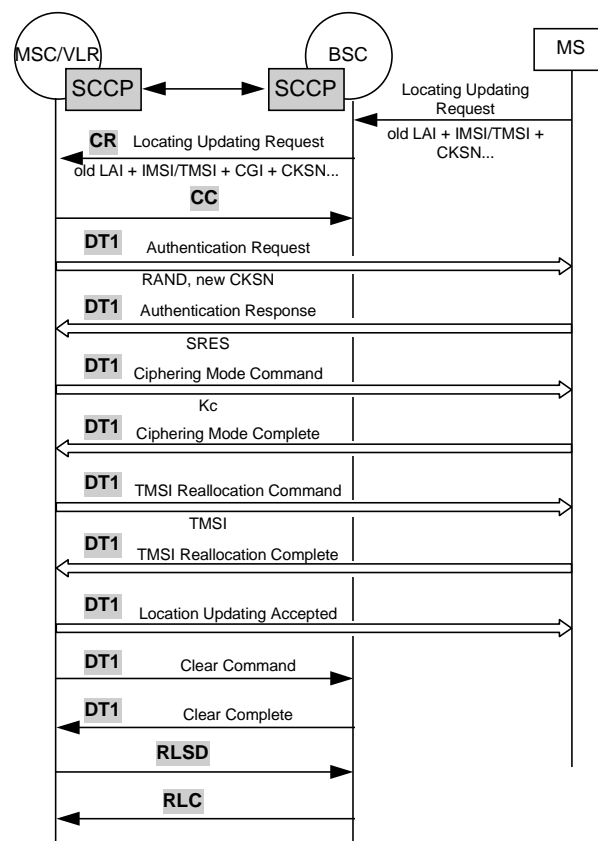 MSC/VLR
BSC
MS
SCCP
SCCP
Locating Updating
Request
old LAI + IMSI/TMSI +
CKSN...
CR Locating Updating Request
old LAI + IMSI/TMSI + CGI + CKSN...
CC
DT1 Authentication Request
RAND, new CKSN
DT1 Authentication Response
SRES
DT1 Ciphering Mode Command
Kc
DT1 Ciphering Mode Complete
DT1 TMSI Reallocation Command
TMSI
DT1 TMSI Reallocation Complete
DT1 Location Updating Accepted
DT1 Clear Command
DT1 Clear Complete
RLSD
RLC